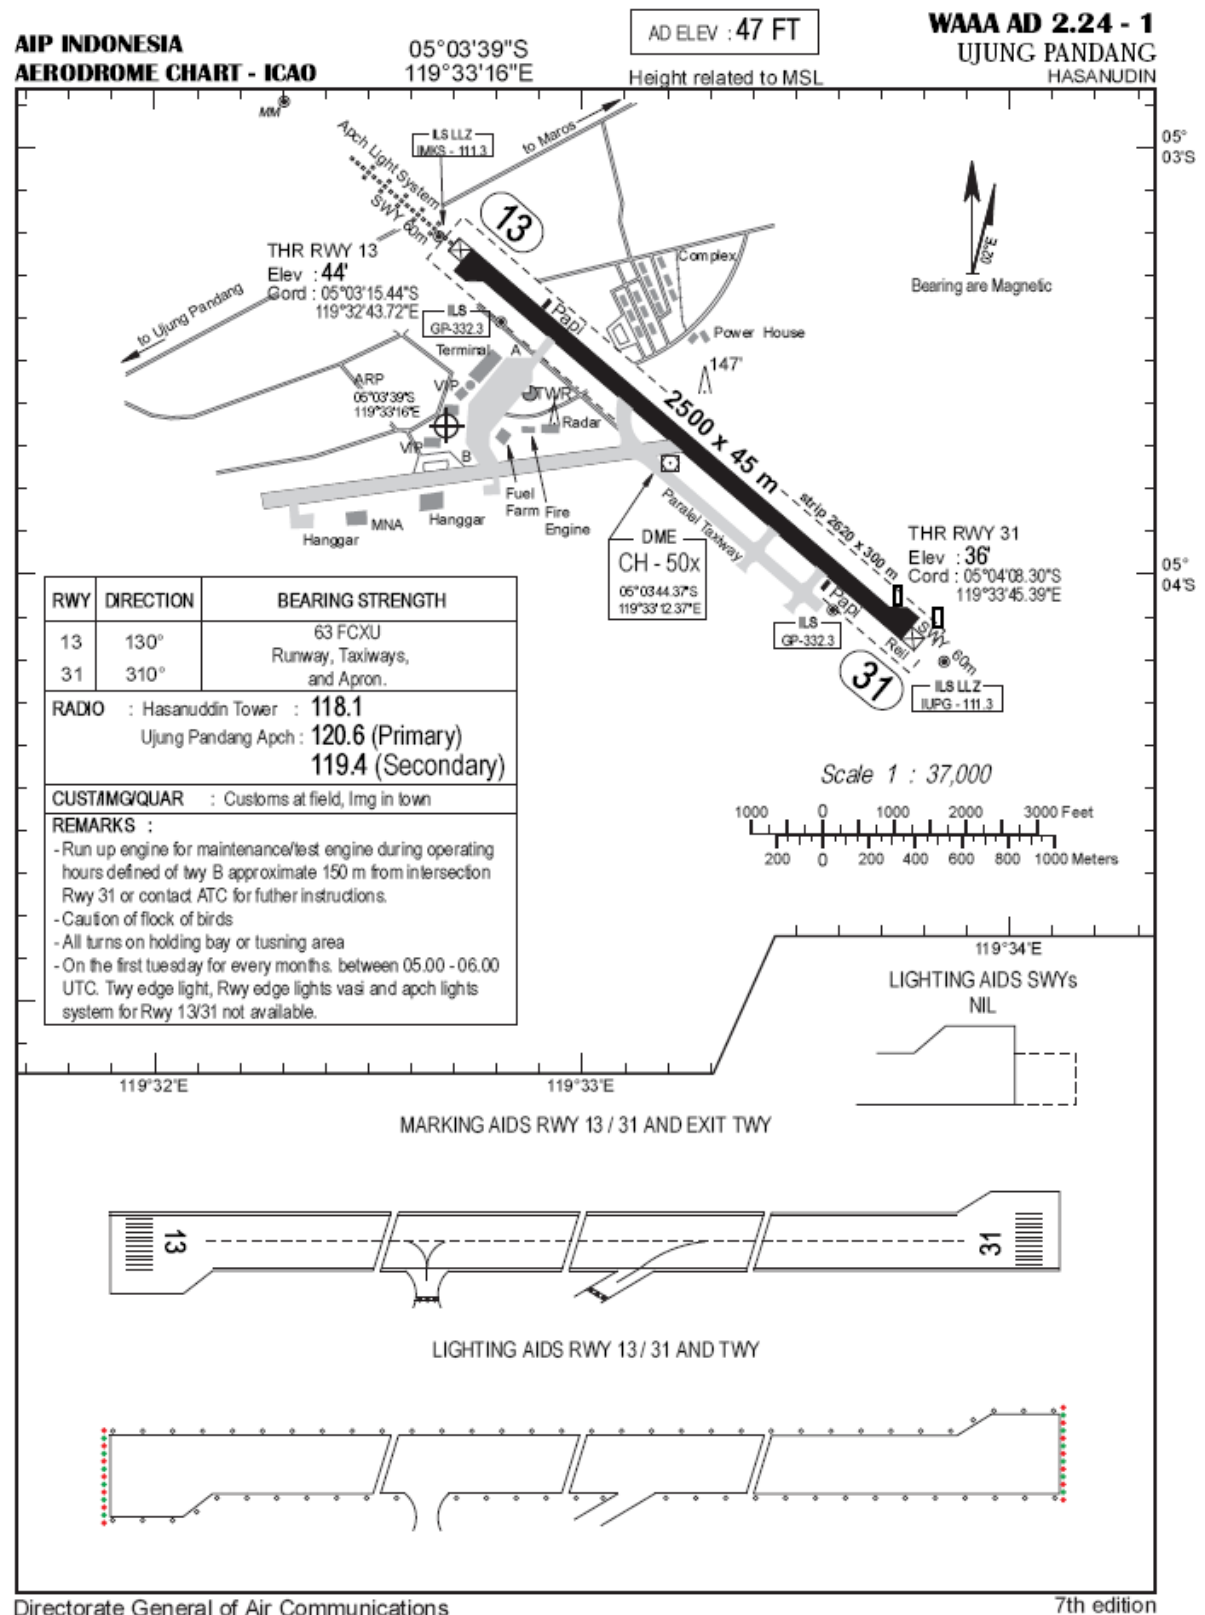 AIP INDONESIA
AERODROME CHART - ICAO
05°03'39"S
119°33'16"E
AD ELEV : 47 FT
Height related to MSL
WAAA AD 2.24 - 1
UJUNG PANDANG
HASANUDIN
MM
Apch Light System
SWY 60m
ILS LLZ
IMKS - 111.3
to Maros
13
05°
03'S
02°E
Bearing are Magnetic
THR RWY 13
Elev : 44'
Cord : 05°03'15.44"S
119°32'43.72"E
to Ujung Pandang
ILS
GP-332.3
Papi
Complex
Power House
147'
Terminal
A
VIP
TWR
Radar
ARP
05°03'39"S
119°33'16"E
VIP
B
Fuel
Farm
Fire
Engine
Hanggar
MNA
Hanggar
2500 x 45 m
strip 2620 x 300 m
Paralel Taxiway
DME
CH - 50x
05°0344.37"S
119°33'12.37"E
THR RWY 31
Elev : 36'
Cord : 05°04'08.30"S
119°33'45.39"E
05°
04'S
Papi
ILS
GP-332.3
Reil
SWY 60m
31
ILS LLZ
IUPG - 111.3
RWY DIRECTION BEARING STRENGTH
13 130° 63 FCXU
Runway, Taxiways,
31 310° and Apron.
RADIO : Hasanuddin Tower : 118.1
Ujung Pandang Apch : 120.6 (Primary)
119.4 (Secondary)
CUST/IMG/QUAR : Customs at field, Img in town
REMARKS :
- Run up engine for maintenance/test engine during operating
hours defined of twy B approximate 150 m from intersection
Rwy 31 or contact ATC for futher instructions.
- Caution of flock of birds
- All turns on holding bay or tusning area
- On the first tuesday for every months. between 05.00 - 06.00
UTC. Twy edge light, Rwy edge lights vasi and apch lights
system for Rwy 13/31 not available.
Scale 1 : 37,000
1000 0 1000 2000 3000 Feet
200 0 200 400 600 800 1000 Meters
119°34'E
LIGHTING AIDS SWYs
NIL
119°32'E
119°33'E
MARKING AIDS RWY 13 / 31 AND EXIT TWY
13
31
LIGHTING AIDS RWY 13 / 31 AND TWY
Directorate General of Air Communications
7th edition